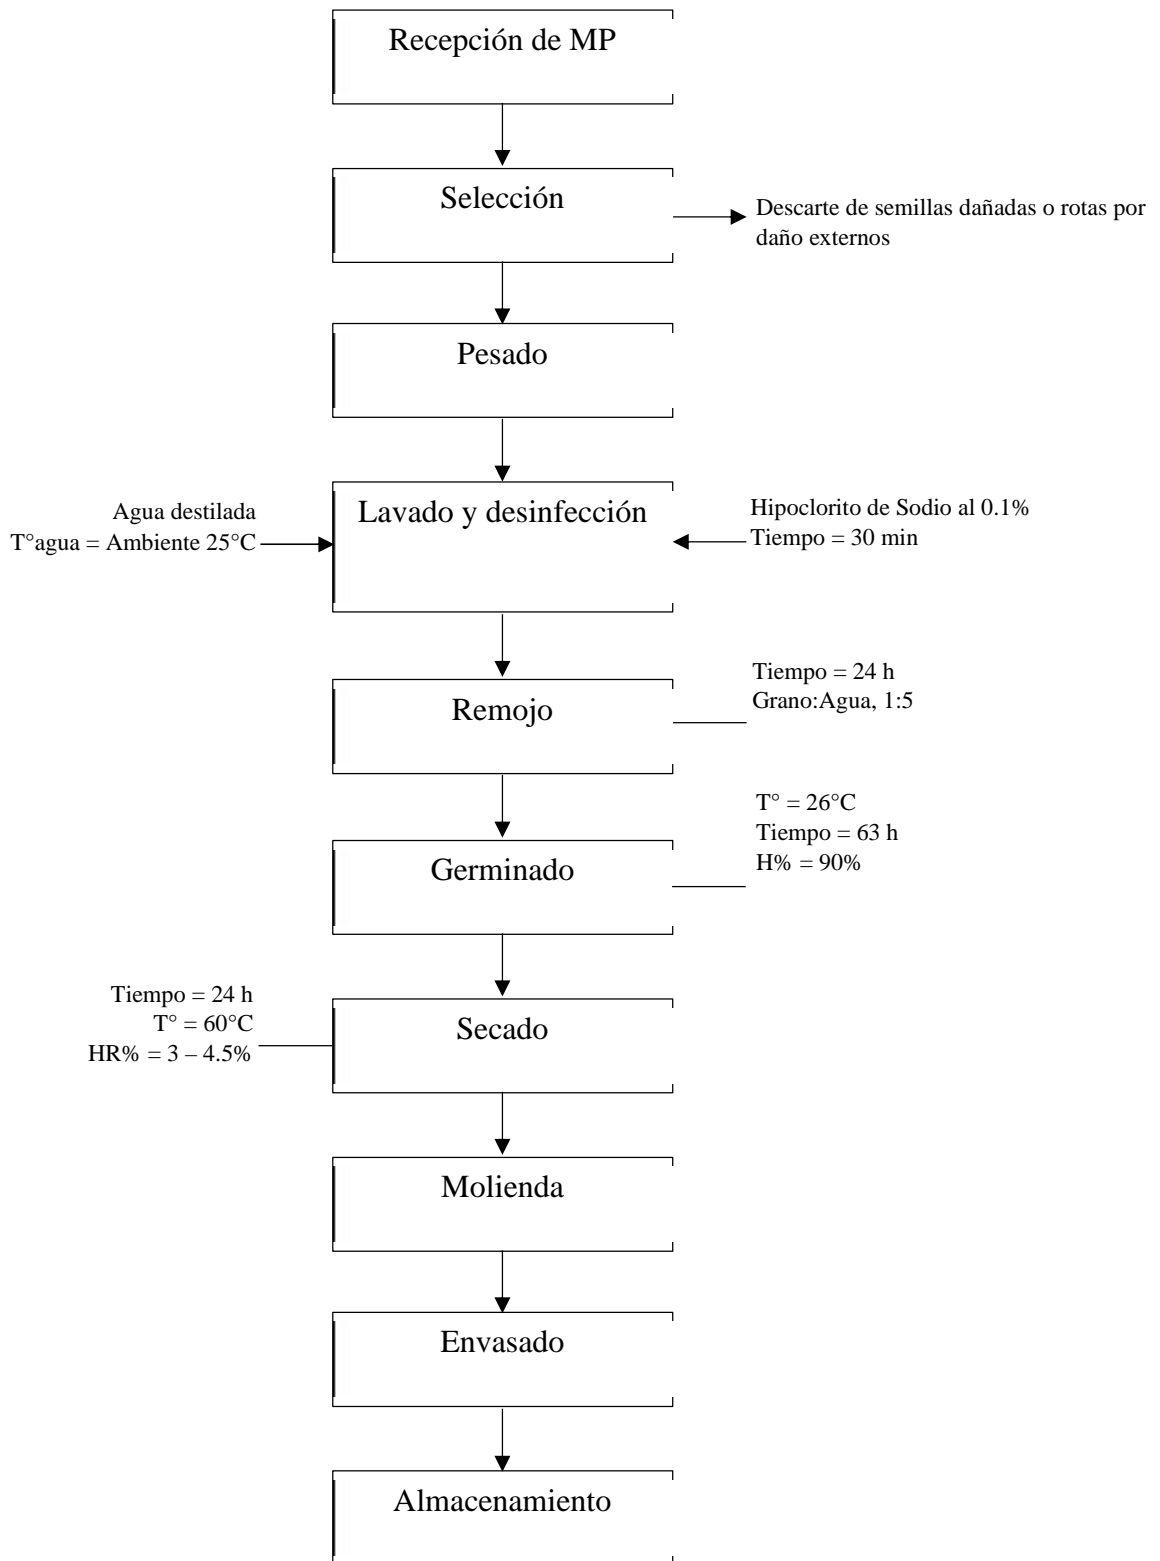 Recepción de MP
Selección
Descarte de semillas dañadas o rotas por
daño externos
Pesado
Agua destilada
T°agua = Ambiente 25°C
Lavado y desinfección
Hipoclorito de Sodio al 0.1%
Tiempo = 30 min
Remojo
Tiempo = 24 h
Grano:Agua, 1:5
Germinado
T° = 26°C
Tiempo = 63 h
H% = 90%
Tiempo = 24 h
T° = 60°C
HR% = 3 – 4.5%
Secado
Molienda
Envasado
Almacenamiento